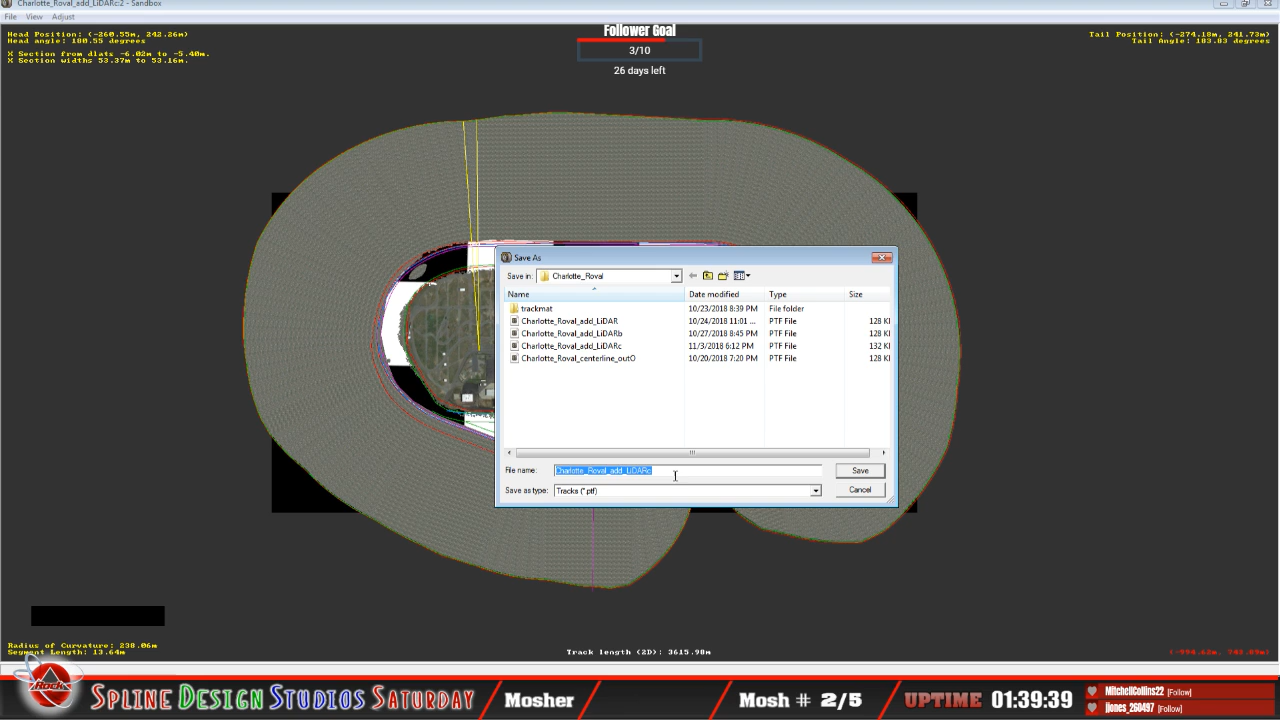 Charlotte_Roval_add_LiDARc:2 - Sandbox
File View Adjust
Head Position: (-260.55m, 242.26m)
Head angle: 180.55 degrees
X Section from dlats -6.02m to -5.40m.
X Section widths 53.37m to 53.16m.
Follower Goal
3/10
26 days left
Tail Position: (-274.18m, 241.73m)
Tail Angle: 183.83 degrees
Save As
Save in: Charlotte_Roval
Name Date modified Type Size
trackmat 10/23/2018 8:39 PM File folder
Charlotte_Roval_add_LiDAR 10/24/2018 11:01 ... PTF File 128 KI
Charlotte_Roval_add_LiDARb 10/27/2018 8:45 PM PTF File 128 KI
Charlotte_Roval_add_LiDARc 11/3/2018 6:12 PM PTF File 132 KI
Charlotte_Roval_centerline_outO 10/20/2018 7:20 PM PTF File 128 KI
File name: Charlotte_Roval_add_LiDARc Save
Save as type: Tracks (*.ptf) Cancel
Radius of Curvature: 238.06m
Segment Length: 13.64m
Track length (2D): 3615.90m
ROCK
SPLINE DESIGN STUDIOS SATURDAY
Mosher
Mosh # 2/5
UPTIME 01:39:39
MitchellCollins22 [Follow]
ljones_260497 [Follow]